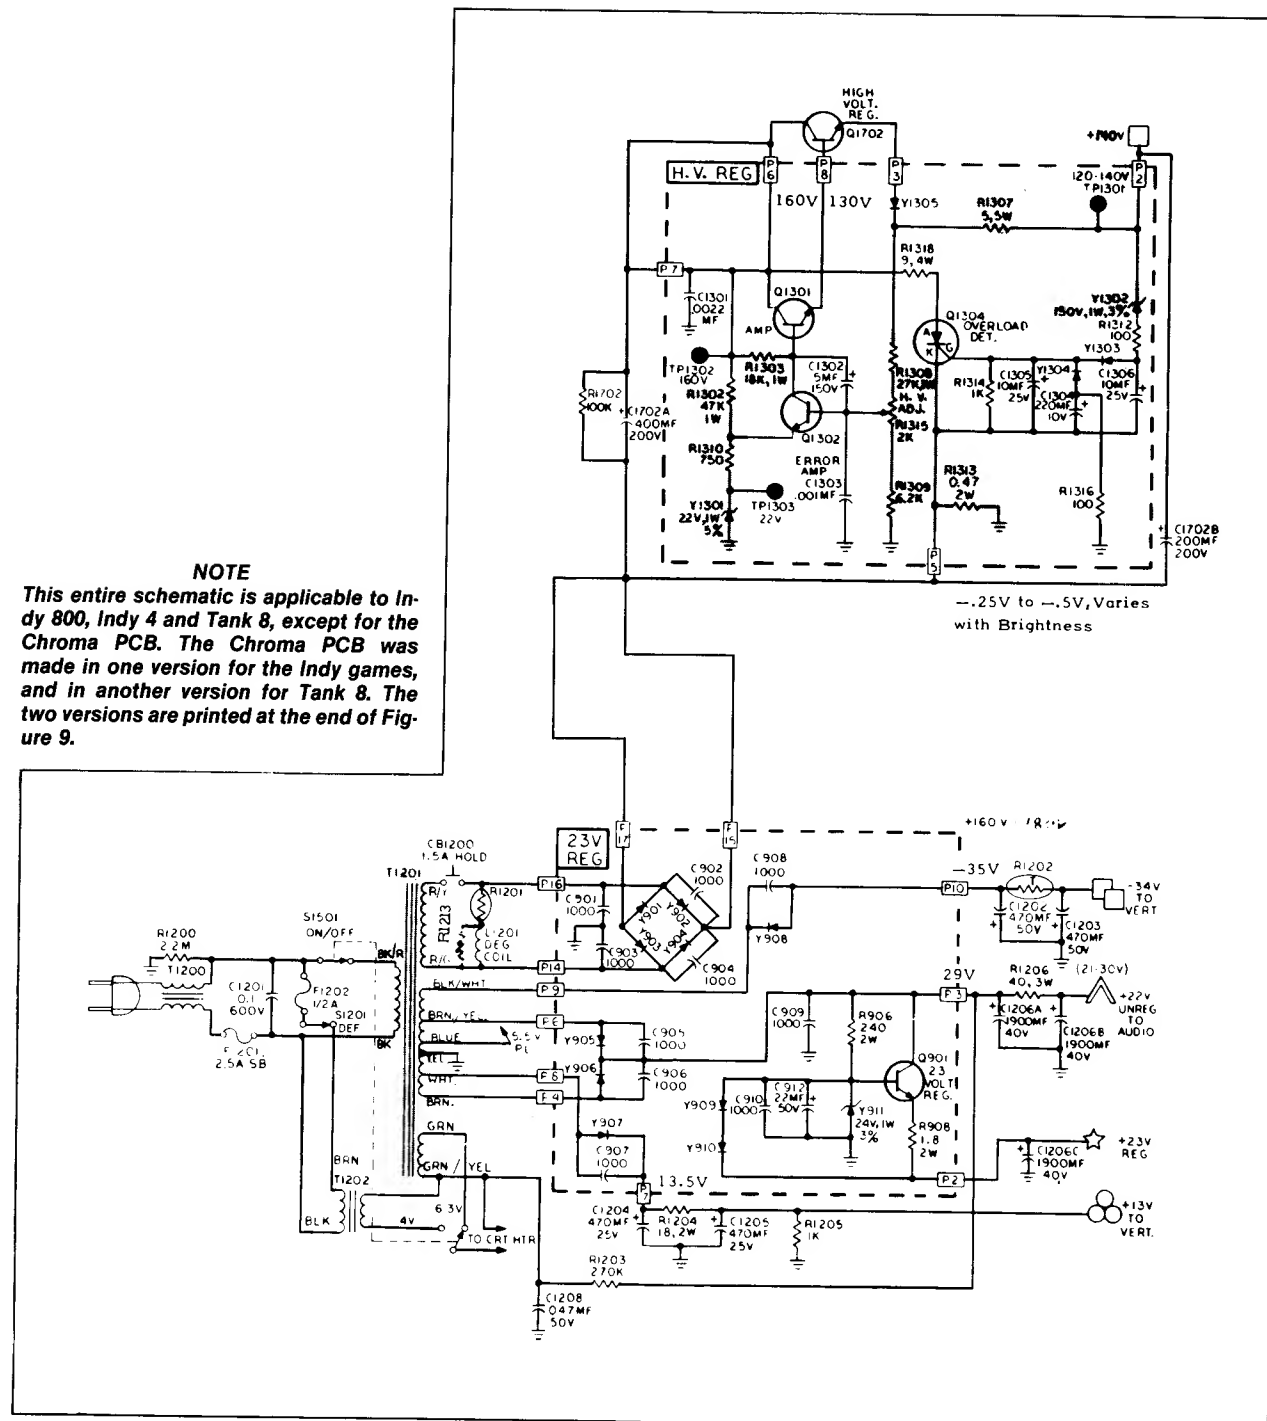 HIGH
VOLT.
REG.
Q1702
H.V. REG
P6
P8
P3
P2
160V
130V
120-140V
TP1301
Y1305
R1307
5,5W
R1318
9,4W
P7
C1301
.0022
MF
Q1301
AMP
Q1304
OVERLOAD
DET.
A
K
G
Y1302
150V,1W,3%
R1312
100
Y1303
TP1302
160V
R1303
18K,1W
C1302
5MF
150V
R1308
H.V.
ADJ.
R1315
2K
R1314
1K
C1305
10MF
25V
Y1304
C1304
220MF
10V
C1306
10MF
25V
R1702
100K
C1702A
400MF
200V
R1302
47K
1W
Q1302
R1310
750
ERROR
AMP
C1303
.001MF
R1309
6.2K
R1313
0.47
2W
R1316
100
Y1301
22V,1W
5%
TP1303
22V
C1702B
200MF
200V
P5
—.25V to —.5V,Varies
with Brightness
NOTE
This entire schematic is applicable to In-
dy 800, Indy 4 and Tank 8, except for the
Chroma PCB. The Chroma PCB was
made in one version for the Indy games,
and in another version for Tank 8. The
two versions are printed at the end of Fig-
ure 9.
23V
REG
+160V
CB1200
1.5A HOLD
T1201
R1201
R1213
L1201
DEG
COIL
P16
P14
C901
1000
C903
1000
Y901
Y902
Y903
Y904
C902
1000
C904
1000
C908
1000
Y908
P10
—35V
R1202
C1202
470MF
50V
C1203
470MF
50V
-34V
TO
VERT
R1200
2.2M
T1200
S1501
ON/OFF
C1201
0.1
600V
F1202
1/2A
S1201
DEF
2.5A SB
BK/R
BK
BLK/WHT
BRN/YEL.
BLUE
WHT.
BRN.
P9
C905
1000
C906
1000
Y905
Y906
Y907
C907
1000
C909
1000
R906
240
2W
29V
R1206
40,3W
(21-30V)
C1206A
1900MF
40V
C1206B
1900MF
40V
+22V
UNREG
TO
AUDIO
Q901
23
VOLT
REG.
Y909
Y910
C910
1000
C912
22MF
50V
Y911
24V,1W
3%
R908
1.8
2W
P2
C1206C
1900MF
40V
+23V
REG
GRN
GRN/YEL
BRN
T1202
BLK
4V
6.3V
TO CRT HTR
13.5V
C1204
470MF
25V
R1204
18,2W
C1205
470MF
25V
R1205
1K
+13V
TO
VERT.
R1203
270K
C1208
.047MF
50V